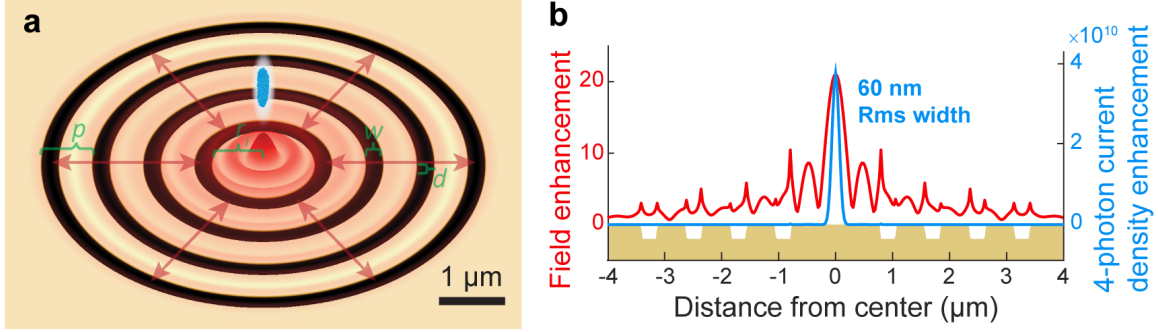 a
p
r
w
d
1 µm
b
Field enhancement
20
10
0
60 nm
Rms width
×10¹⁰
4
2
0
4-photon current
density enhancement
-4 -3 -2 -1 0 1 2 3 4
Distance from center (µm)